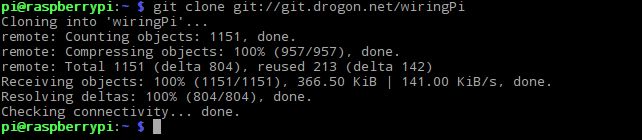 pi@raspberrypi:~ $ git clone git://git.drogon.net/wiringPi
Cloning into 'wiringPi'...
remote: Counting objects: 1151, done.
remote: Compressing objects: 100% (957/957), done.
remote: Total 1151 (delta 804), reused 213 (delta 142)
Receiving objects: 100% (1151/1151), 366.50 KiB | 141.00 KiB/s, done.
Resolving deltas: 100% (804/804), done.
Checking connectivity... done.
pi@raspberrypi:~ $